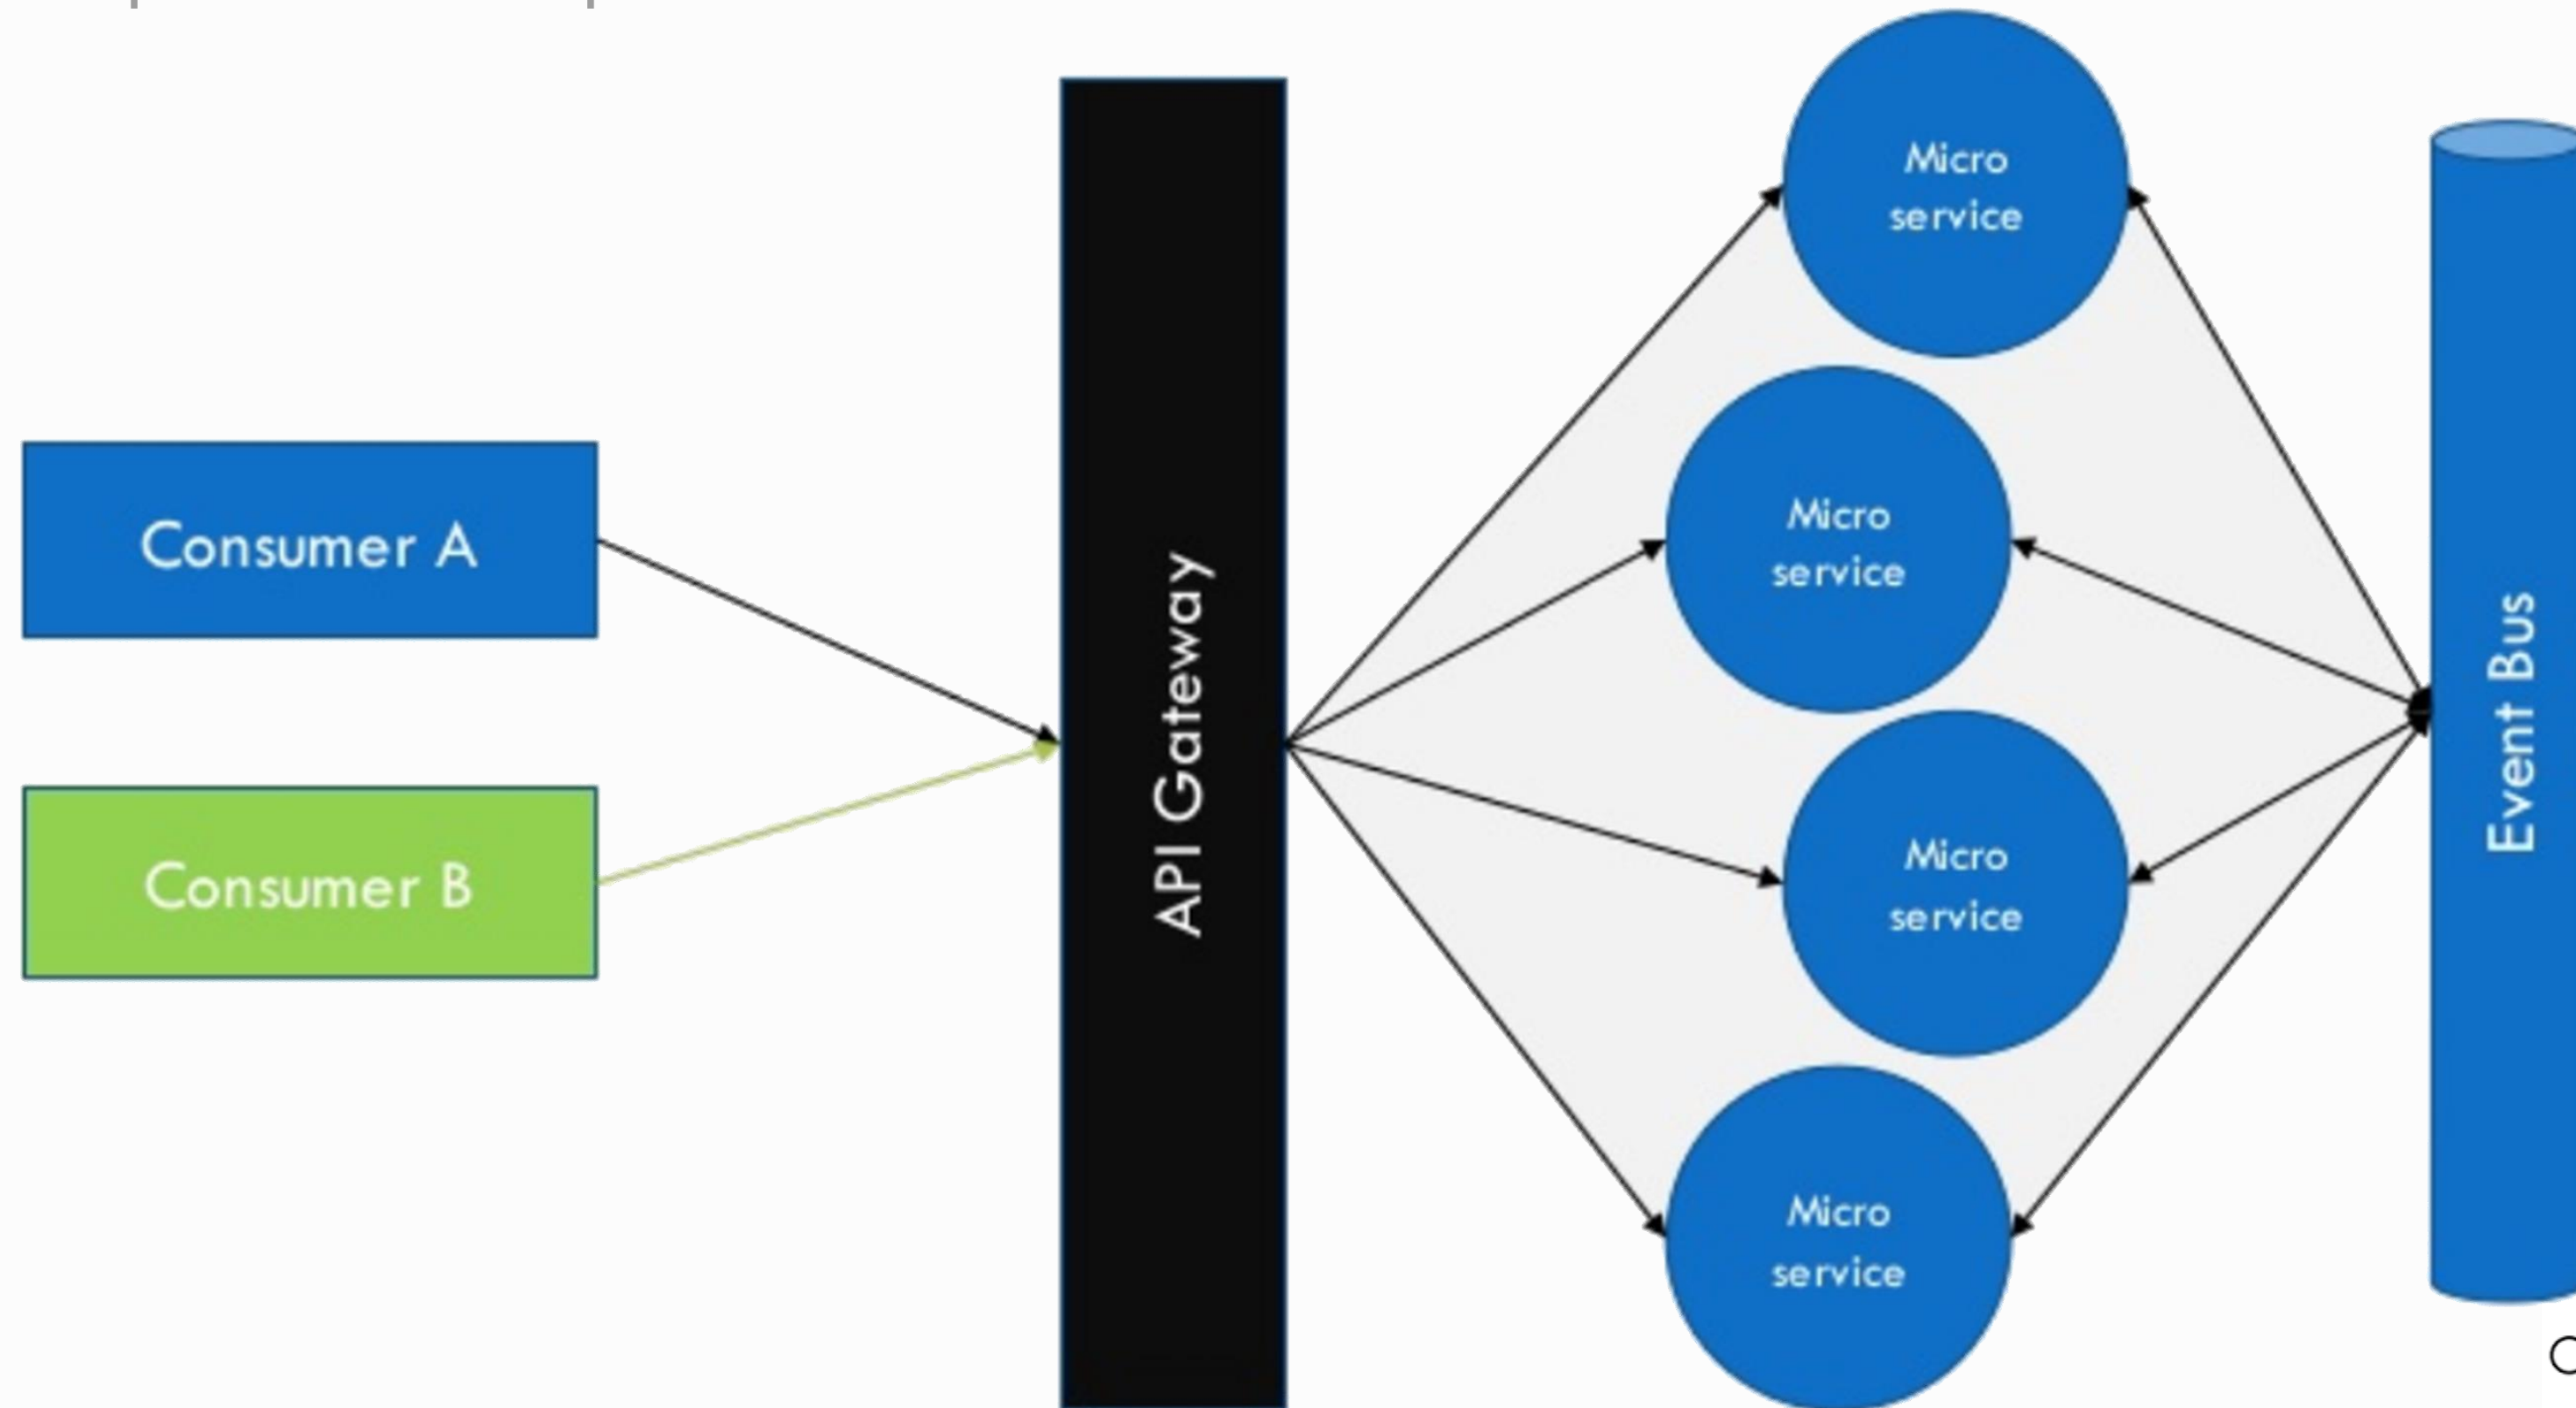 Consumer A
Consumer B
API Gateway
Micro
service
Micro
service
Micro
service
Micro
service
Event Bus